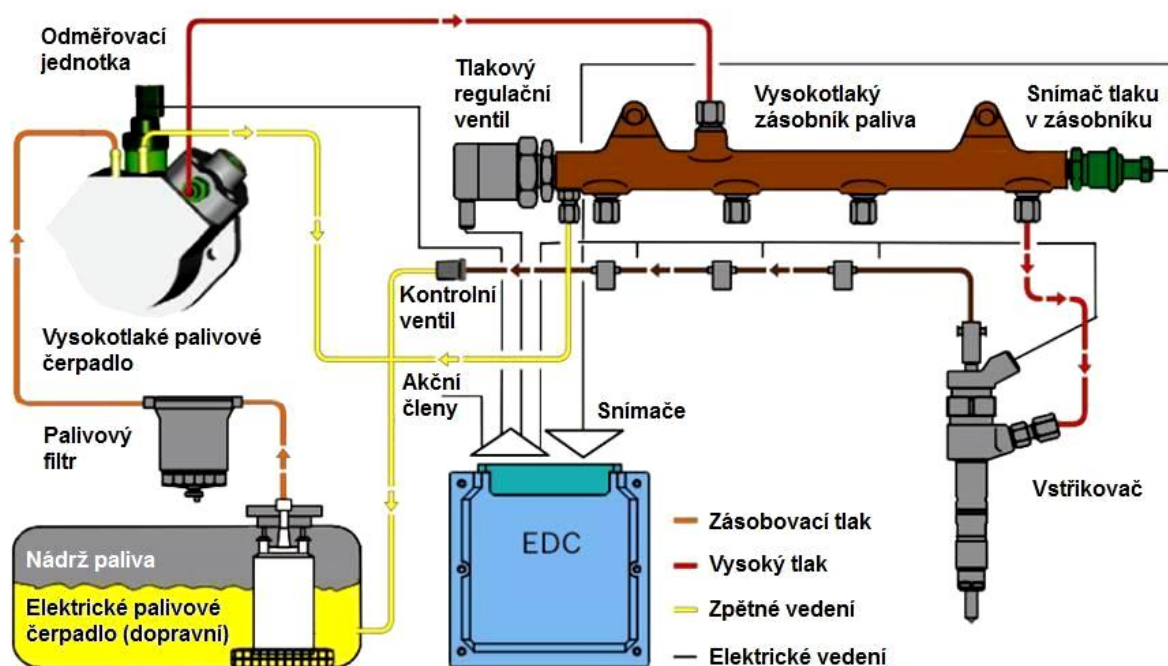 Odměřovací
jednotka
Tlakový
regulační
ventil
Vysokotlaký
zásobník paliva
Snímač tlaku
v zásobníku
Kontrolní
ventil
Vysokotlaké palivové
čerpadlo
Akční
členy
Snímače
Palivový
filtr
Vstřikovač
EDC
Nádrž paliva
Elektrické palivové
čerpadlo (dopravní)
Zásobovací tlak
Vysoký tlak
Zpětné vedení
Elektrické vedení